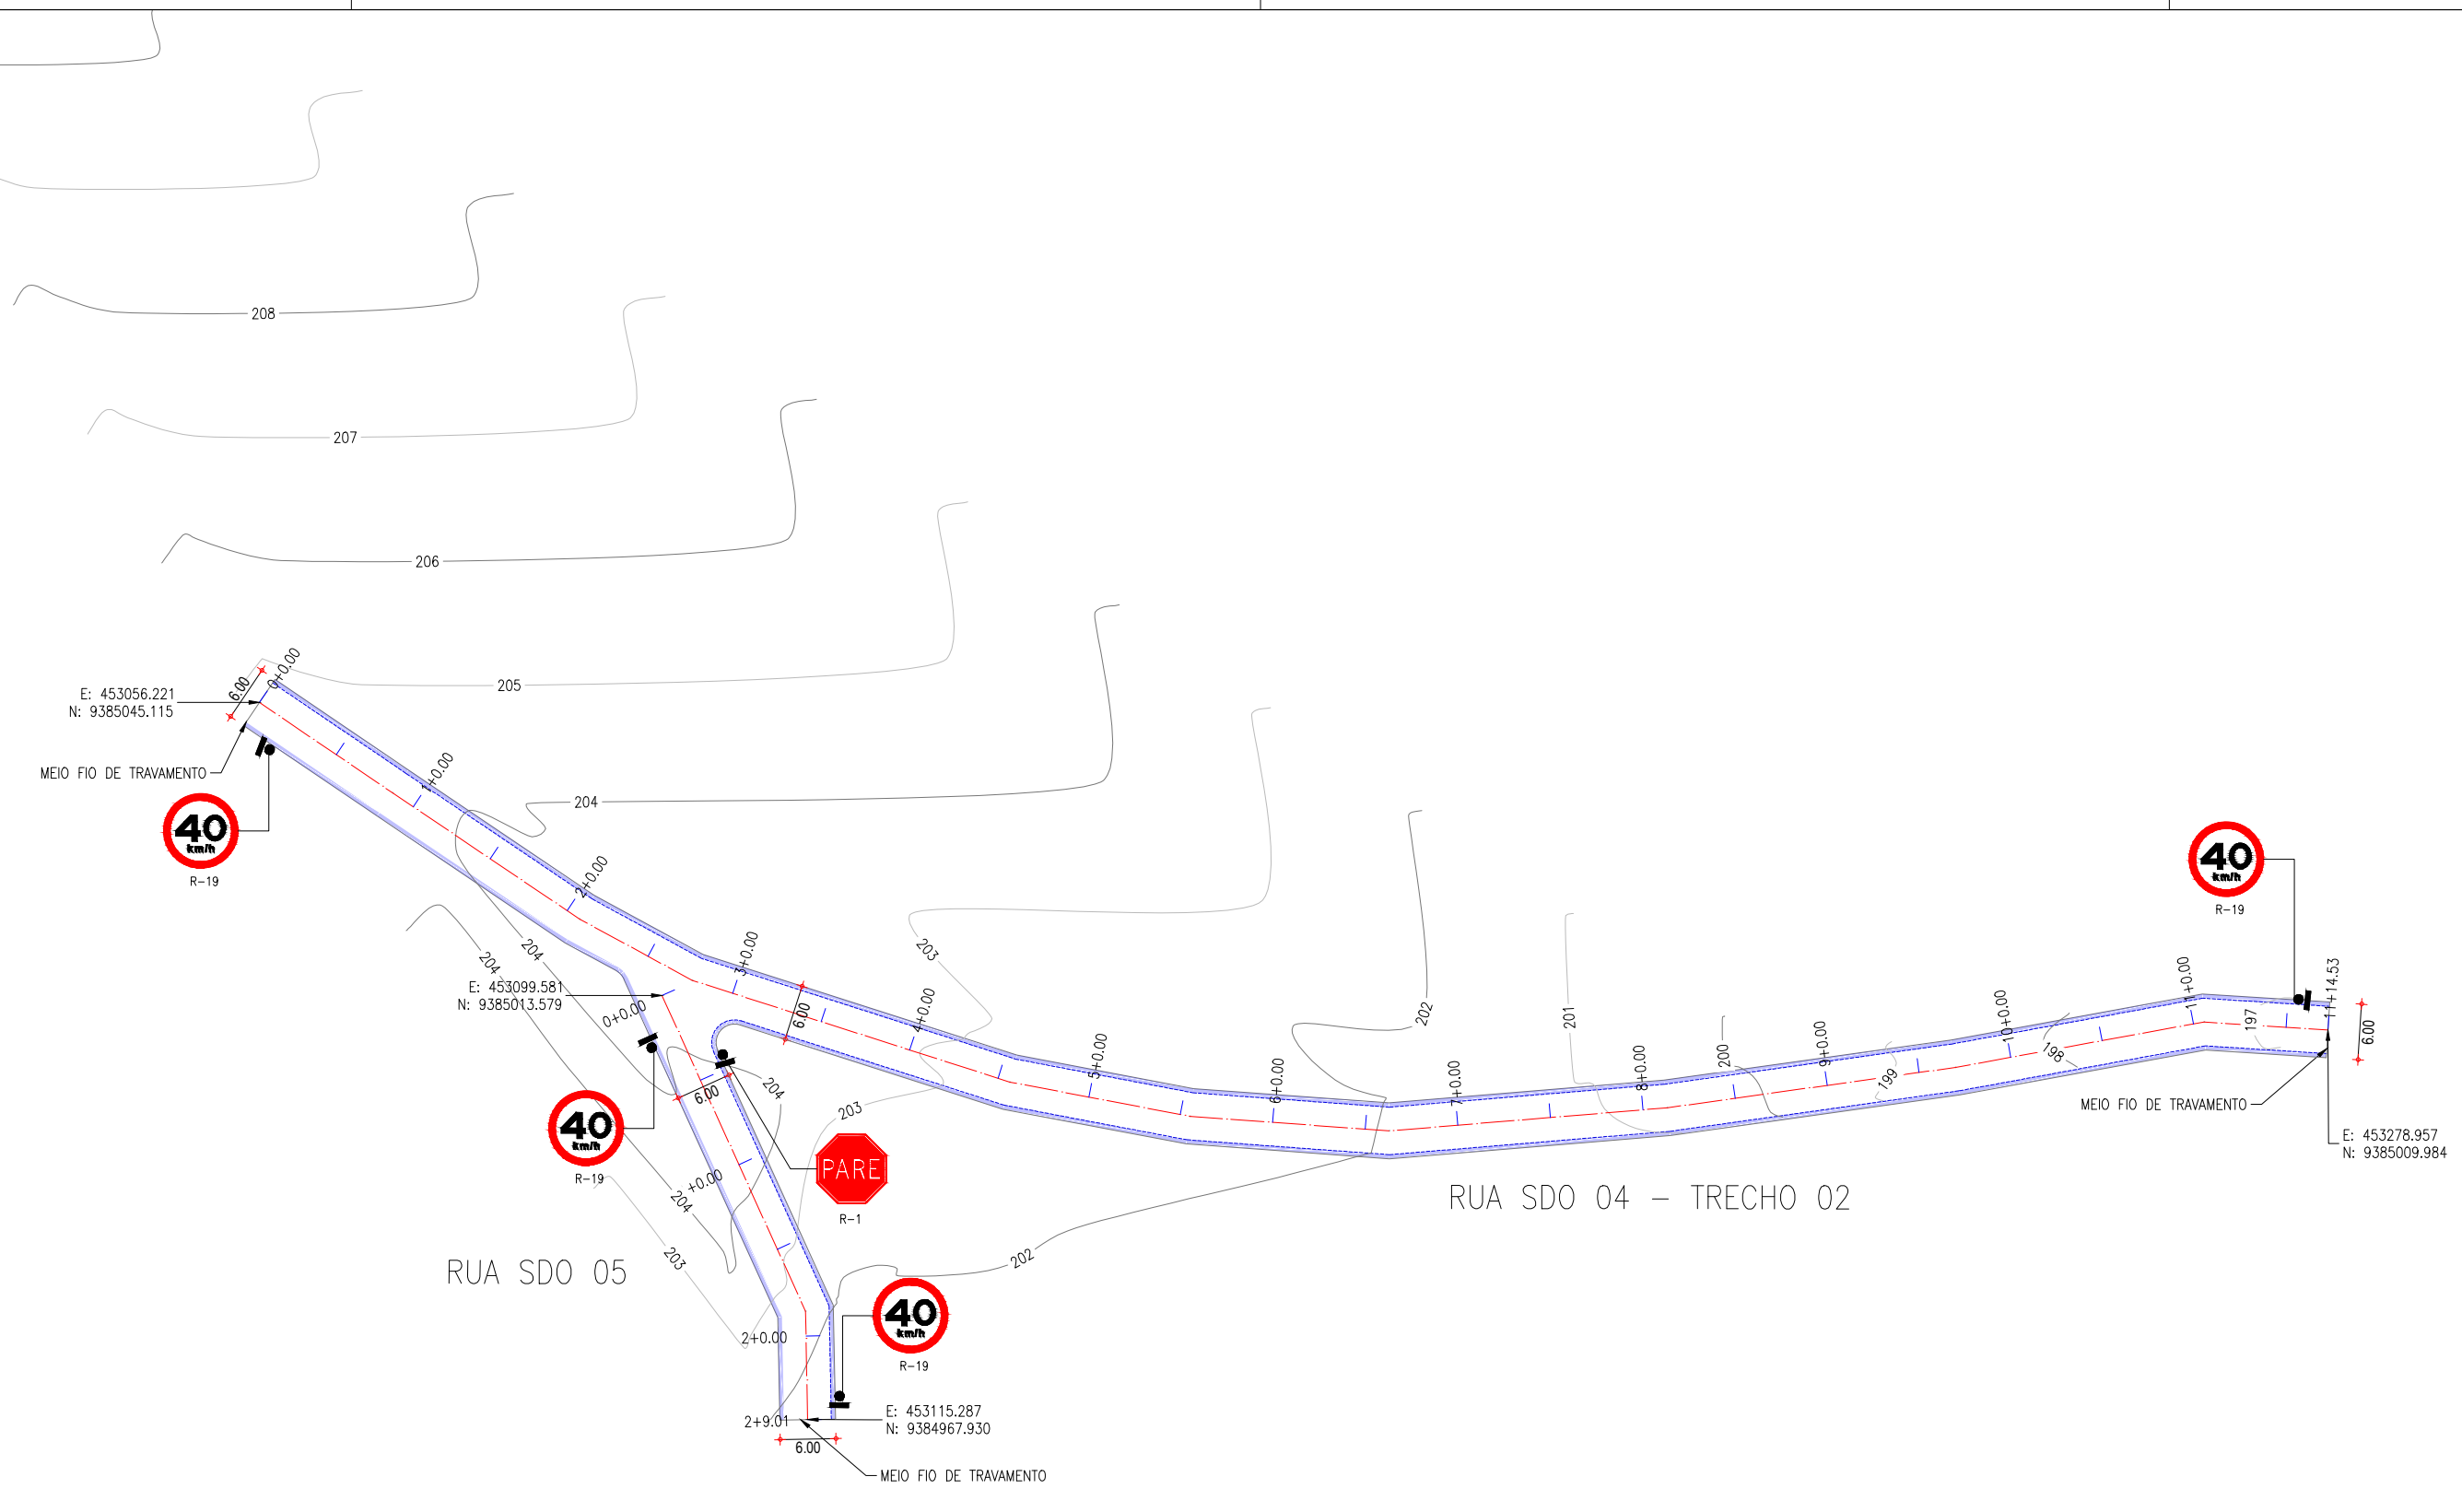 208
207
206
205
0+0.00
6.00
E: 453056.221
N: 9385045.115
MEIO FIO DE TRAVAMENTO
40
km/h
R-19
1+0.00
204
2+0.00
204
204
3+0.00
203
E: 453099.581
N: 9385013.579
0+0.00
6.00
4+0.00
5+0.00
6+0.00
7+0.00
202
201
8+0.00
200
9+0.00
199
10+0.00
198
11+0.00
197
11+14.53
6.00
40
km/h
R-19
MEIO FIO DE TRAVAMENTO
E: 453278.957
N: 9385009.984
6.00
204
203
40
km/h
R-19
PARE
R-1
+0.00
204
RUA SDO 04 - TRECHO 02
RUA SDO 05
203
202
40
km/h
R-19
2+0.00
2+9.01
E: 453115.287
N: 9384967.930
6.00
MEIO FIO DE TRAVAMENTO